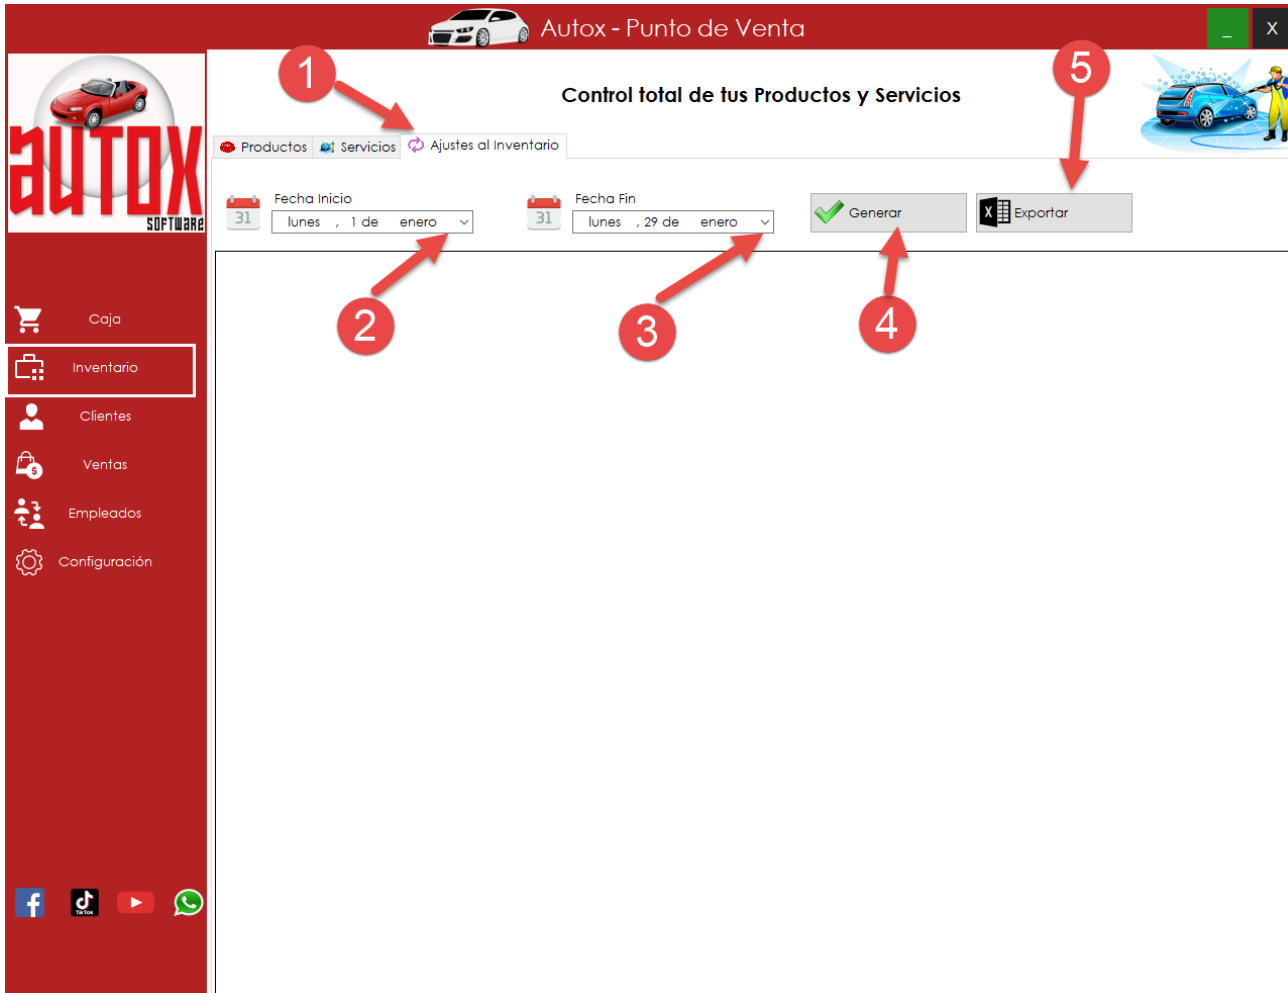 Autox - Punto de Venta
_
X
AUTOX
SOFTWARE
1
5
Control total de tus Productos y Servicios
Productos
Servicios
Ajustes al Inventario
Fecha Inicio
31
lunes , 1 de enero
Fecha Fin
31
lunes , 29 de enero
Generar
X
Exportar
2
3
4
Caja
Inventario
Clientes
Ventas
Empleados
Configuración
f
TikTok